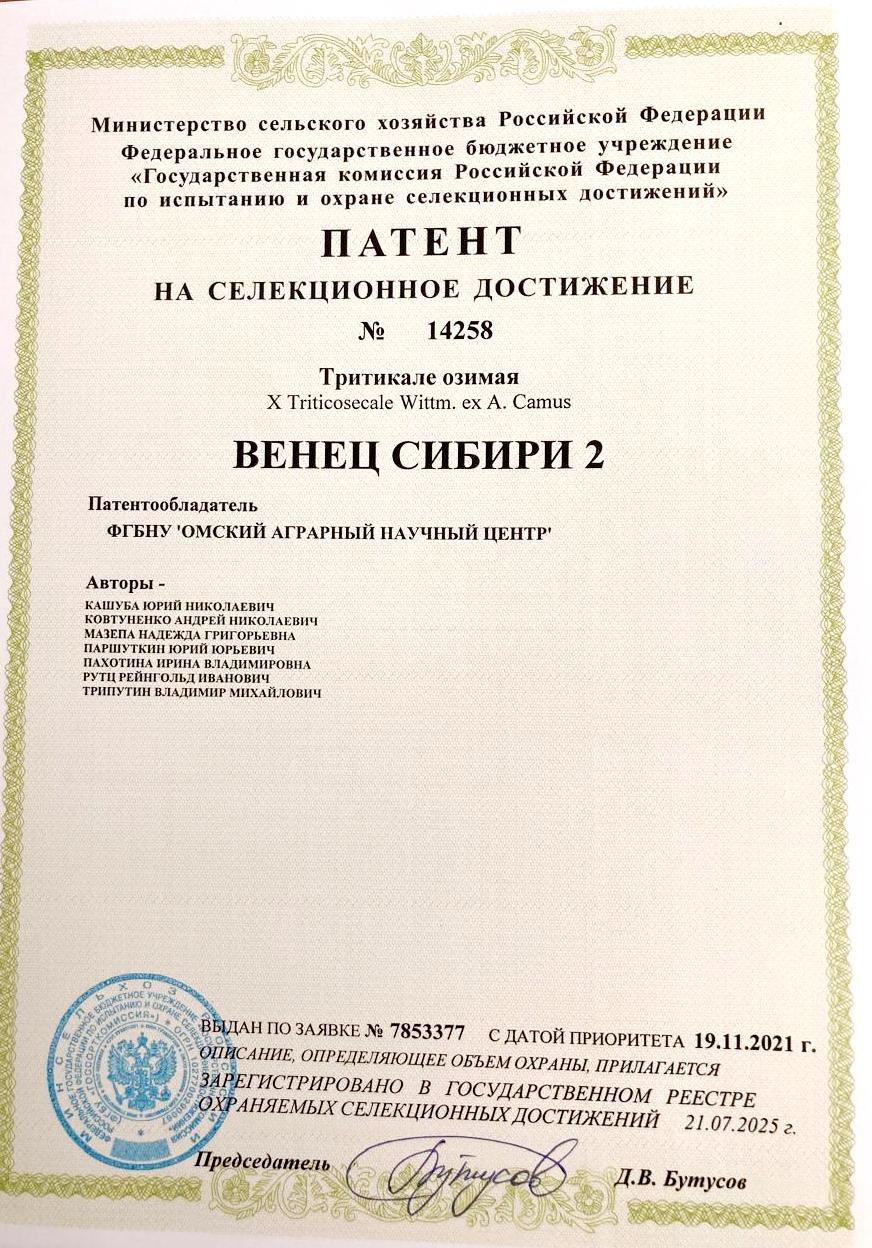 Министерство сельского хозяйства Российской Федерации
Федеральное государственное бюджетное учреждение
«Государственная комиссия Российской Федерации
по испытанию и охране селекционных достижений»
ПАТЕНТ
НА СЕЛЕКЦИОННОЕ ДОСТИЖЕНИЕ
№ 14258
Тритикале озимая
X Triticosecale Wittm. ex A. Camus
ВЕНЕЦ СИБИРИ 2
Патентообладатель
ФГБНУ 'ОМСКИЙ АГРАРНЫЙ НАУЧНЫЙ ЦЕНТР'
Авторы -
КАШУБА ЮРИЙ НИКОЛАЕВИЧ
КОВТУНЕНКО АНДРЕЙ НИКОЛАЕВИЧ
МАЗЕПА НАДЕЖДА ГРИГОРЬЕВНА
ПАРШУТКИН ЮРИЙ ЮРЬЕВИЧ
ПАХОТИНА ИРИНА ВЛАДИМИРОВНА
РУТЦ РЕЙНГОЛЬД ИВАНОВИЧ
ТРИПУТИН ВЛАДИМИР МИХАЙЛОВИЧ
ВЫДАН ПО ЗАЯВКЕ № 7853377 С ДАТОЙ ПРИОРИТЕТА 19.11.2021 г.
ОПИСАНИЕ, ОПРЕДЕЛЯЮЩЕЕ ОБЪЕМ ОХРАНЫ, ПРИЛАГАЕТСЯ
ЗАРЕГИСТРИРОВАНО В ГОСУДАРСТВЕННОМ РЕЕСТРЕ
ОХРАНЯЕМЫХ СЕЛЕКЦИОННЫХ ДОСТИЖЕНИЙ 21.07.2025 г.
Председатель Бутусов Д.В. Бутусов